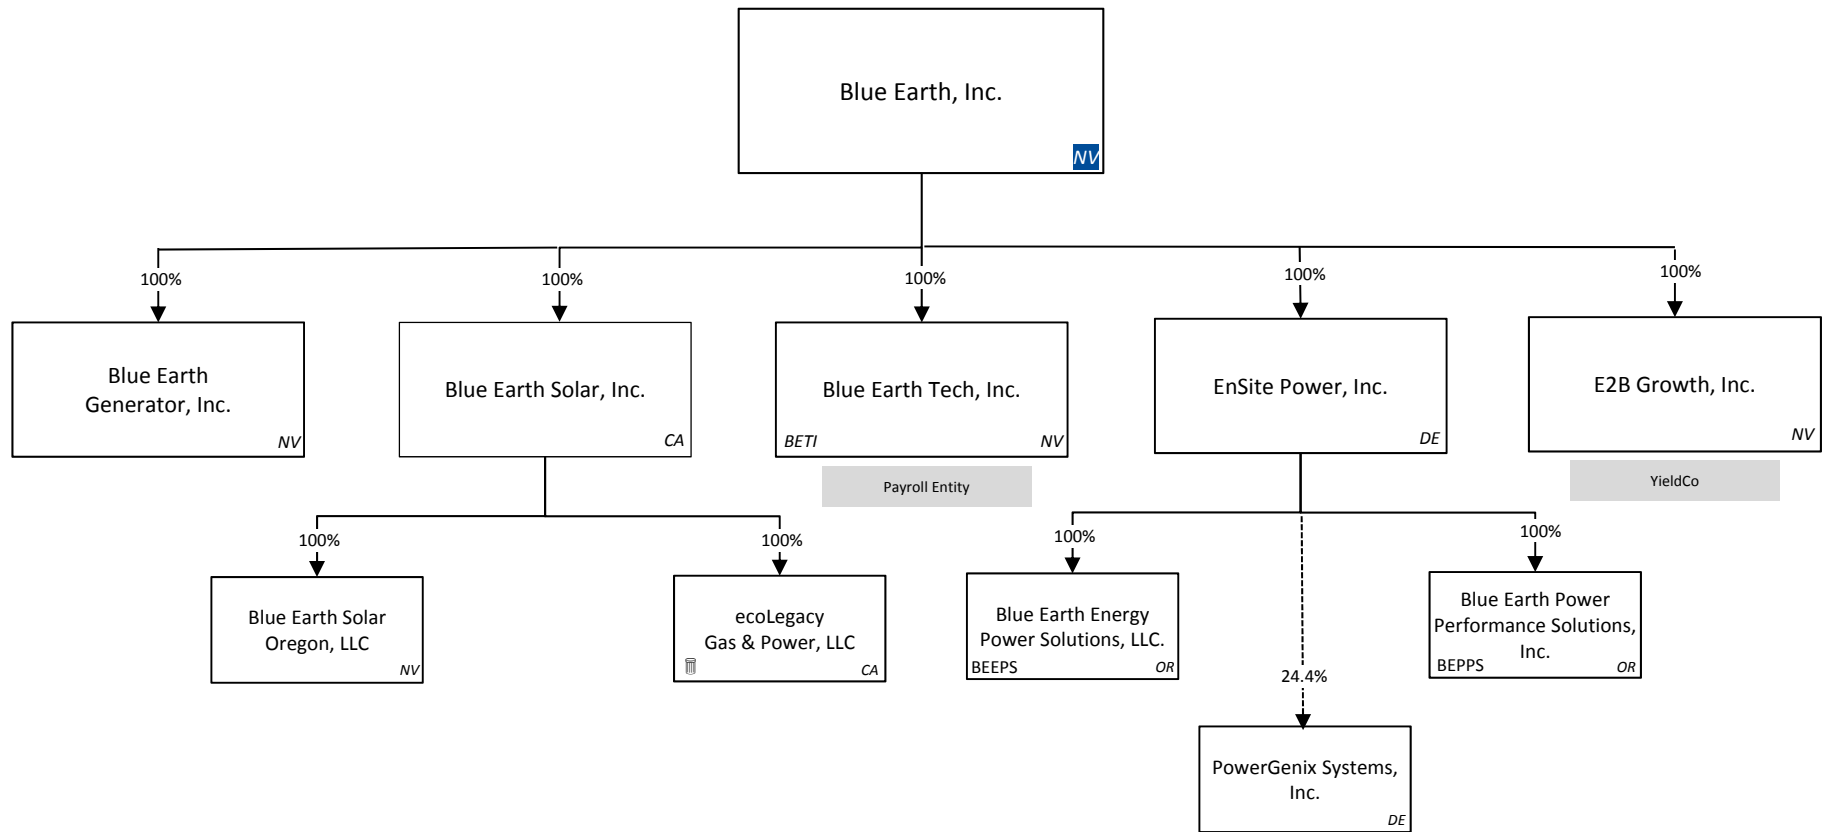 Blue Earth, Inc.
NV
100%
100%
100%
100%
100%
Blue Earth
Generator, Inc.
NV
Blue Earth Solar, Inc.
CA
Blue Earth Tech, Inc.
BETI
NV
Payroll Entity
EnSite Power, Inc.
DE
E2B Growth, Inc.
NV
YieldCo
100%
100%
100%
100%
Blue Earth Solar
Oregon, LLC
NV
ecoLegacy
Gas & Power, LLC
CA
Blue Earth Energy
Power Solutions, LLC.
BEEPS
OR
Blue Earth Power
Performance Solutions,
Inc.
BEPPS
OR
24.4%
PowerGenix Systems,
Inc.
DE